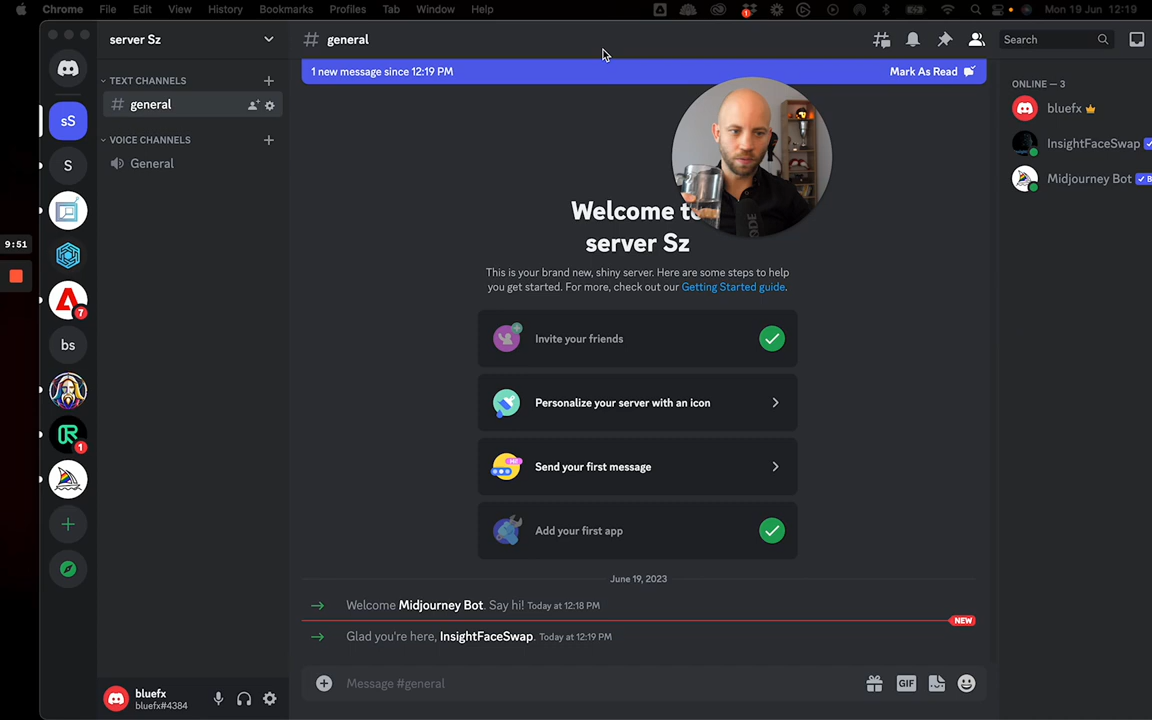 Chrome File Edit View History Bookmarks Profiles Tab Window Help Mon 19 Jun 12:19
server Sz
general
Search
1 new message since 12:19 PM
Mark As Read
TEXT CHANNELS
general
VOICE CHANNELS
General
sS
S
9:51
7
bs
1
Welcome to
server Sz
This is your brand new, shiny server. Here are some steps to help
you get started. For more, check out our Getting Started guide.
Invite your friends
Personalize your server with an icon
Send your first message
Add your first app
June 19, 2023
Welcome Midjourney Bot. Say hi! Today at 12:18 PM
NEW
Glad you're here, InsightFaceSwap. Today at 12:19 PM
Message #general
GIF
bluefx
bluefx#4384
ONLINE — 3
bluefx
InsightFaceSwap
Midjourney Bot